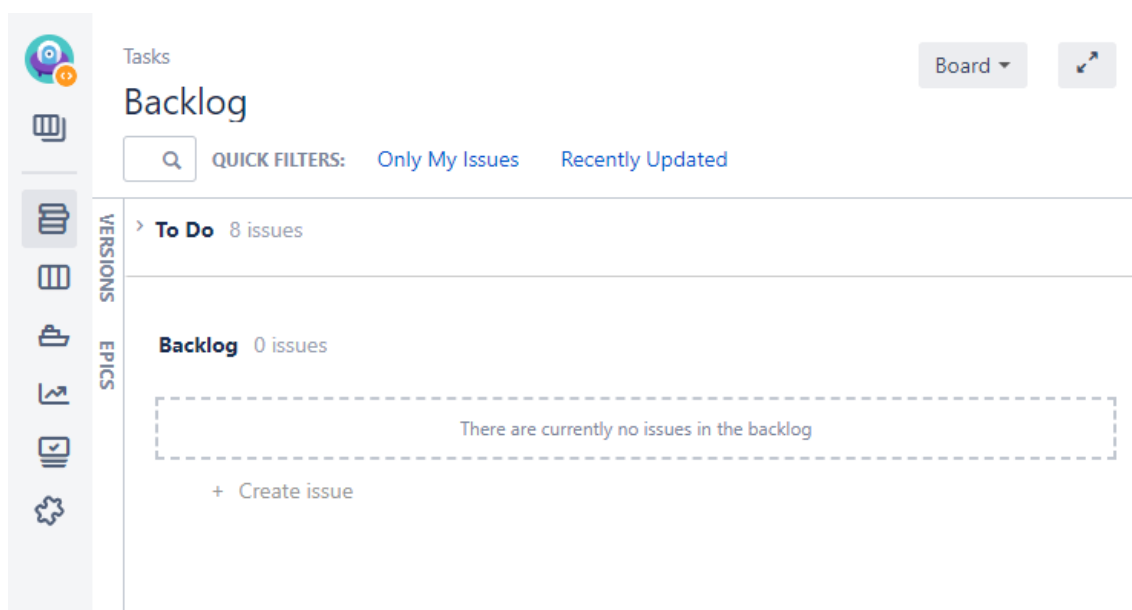 Tasks
Board
Backlog
QUICK FILTERS: Only My Issues Recently Updated
VERSIONS
EPICS
To Do 8 issues
Backlog 0 issues
There are currently no issues in the backlog
+ Create issue